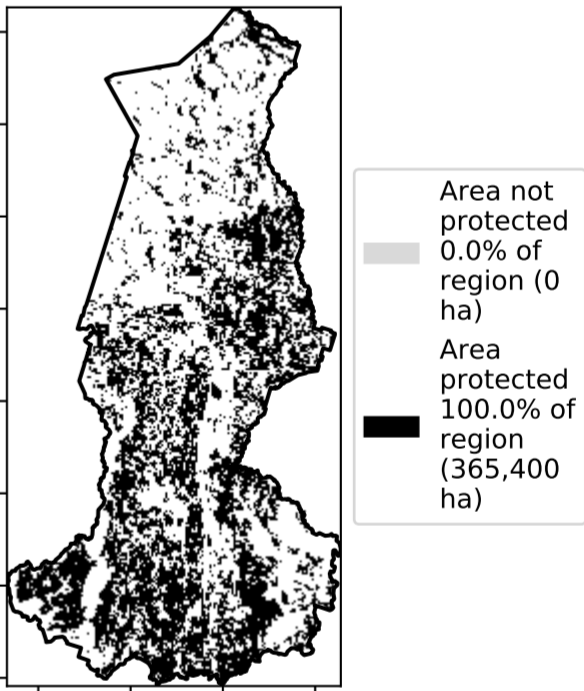 Area not
protected
0.0% of
region (0
ha)
Area
protected
100.0% of
region
(365,400
ha)